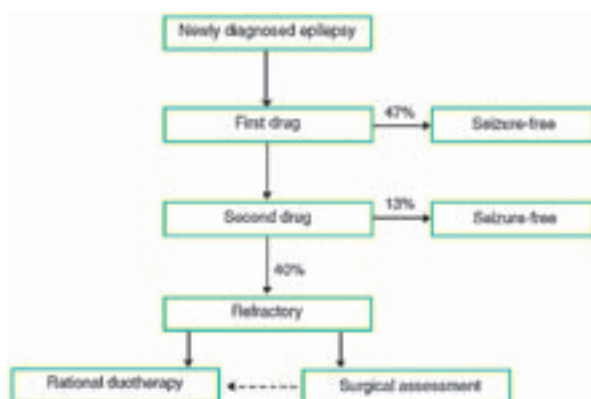 Newly diagnosed epilepsy
First drug
47%
Seizure-free
Second drug
13%
Seizure-free
40%
Refractory
Rational duotherapy
Surgical assessment